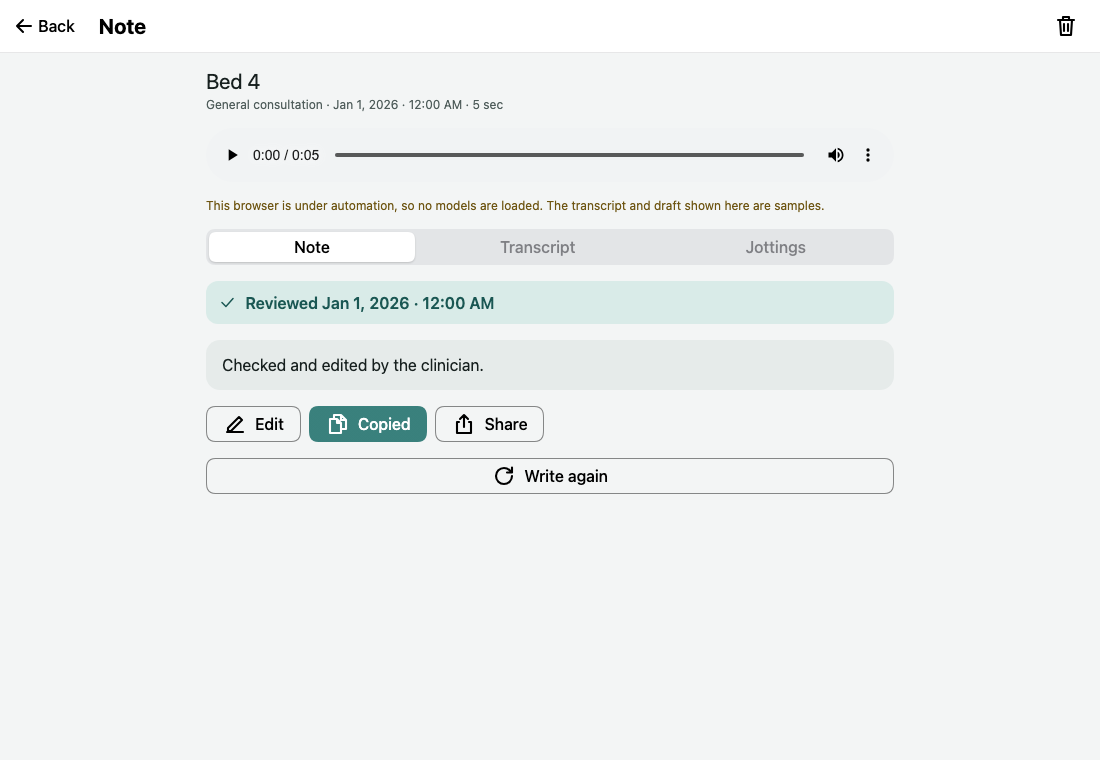 Back Note
Bed 4
General consultation · Jan 1, 2026 · 12:00 AM · 5 sec
0:00 / 0:05
This browser is under automation, so no models are loaded. The transcript and draft shown here are samples.
Note Transcript Jottings
Reviewed Jan 1, 2026 · 12:00 AM
Checked and edited by the clinician.
Edit Copied Share
Write again